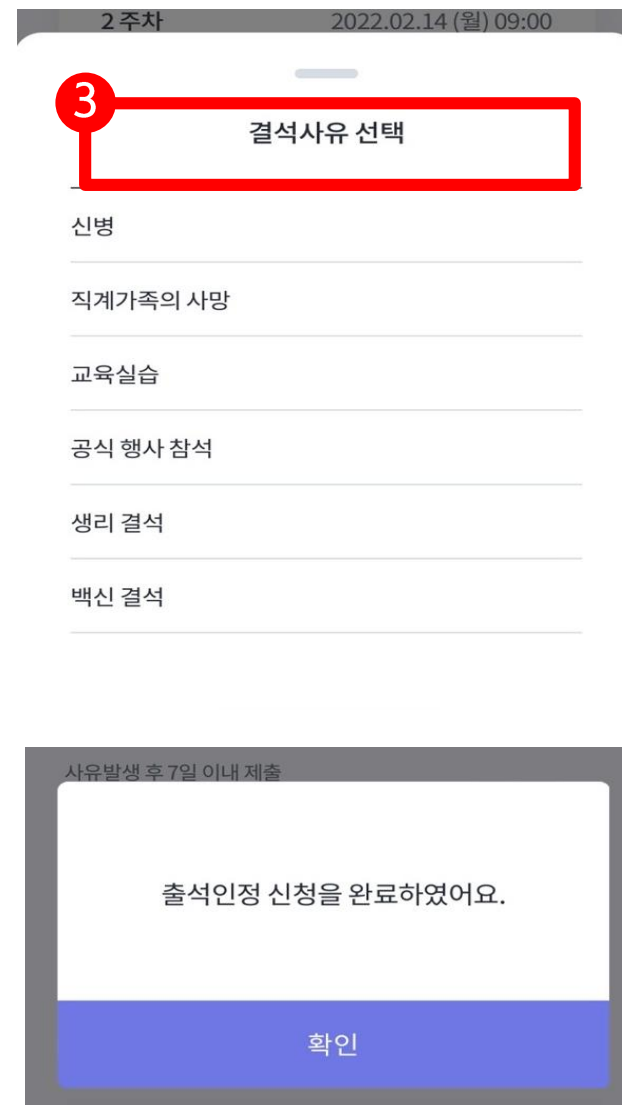 2 주차 2022.02.14 (월) 09:00
3
결석사유 선택
신병
직계가족의 사망
교육실습
공식 행사 참석
생리 결석
백신 결석
사유발생 후 7일 이내 제출
출석인정 신청을 완료하였어요.
확인